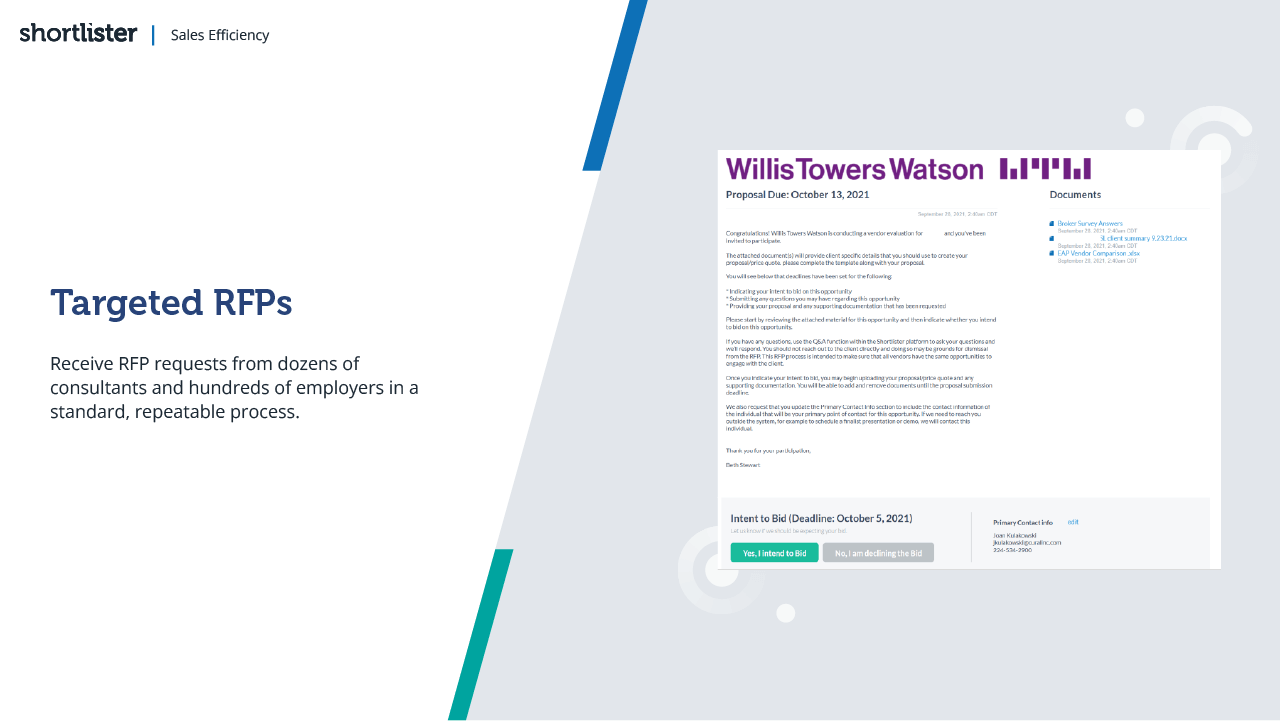 shortlister | Sales Efficiency
Targeted RFPs
Receive RFP requests from dozens of
consultants and hundreds of employers in a
standard, repeatable process.
Willis Towers Watson
Proposal Due: October 13, 2021
September 28, 2021, 2:40am CDT
Congratulations! Willis Towers Watson is conducting a vendor evaluation for and you've been
invited to participate.
The attached document(s) will provide client specific details that you should use to create your
proposal/price quote. please complete the template along with your proposal.
You will see below that deadlines have been set for the following:
* Indicating your intent to bid on this opportunity
* Submitting any questions you may have regarding this opportunity
* Providing your proposal and any supporting documentation that has been requested
Please start by reviewing the attached material for this opportunity and then indicate whether you intend
to bid on this opportunity.
If you have any questions, use the Q&A function within the Shortlister platform to ask your questions and
we'll respond. You should not reach out to the client directly and doing so may be grounds for dismissal
from the RFP. This RFP process is intended to make sure that all vendors have the same opportunities to
engage with the client.
Once you indicate your intent to bid, you may begin uploading your proposal/price quote and any
supporting documentation. You will be able to add and remove documents until the proposal submission
deadline.
We also request that you update the Primary Contact Info section to include the contact information of
the individual that will be your primary point of contact for this opportunity. If we need to reach you
outside the system, for example to schedule a finalist presentation or demo, we will contact this
individual.
Thank you for your participation,
Beth Stewart
Documents
Broker Survey Answers
September 28, 2021, 2:40am CDT
client summary 9.23.21.docx
September 28, 2021, 2:40am CDT
EAP Vendor Comparison .xlsx
September 28, 2021, 2:40am CDT
Intent to Bid (Deadline: October 5, 2021)
Let us know if we should be expecting your bid.
Yes, I intend to Bid
No, I am declining the Bid
Primary Contact info edit
Joan Kulakowski
234-534-2900